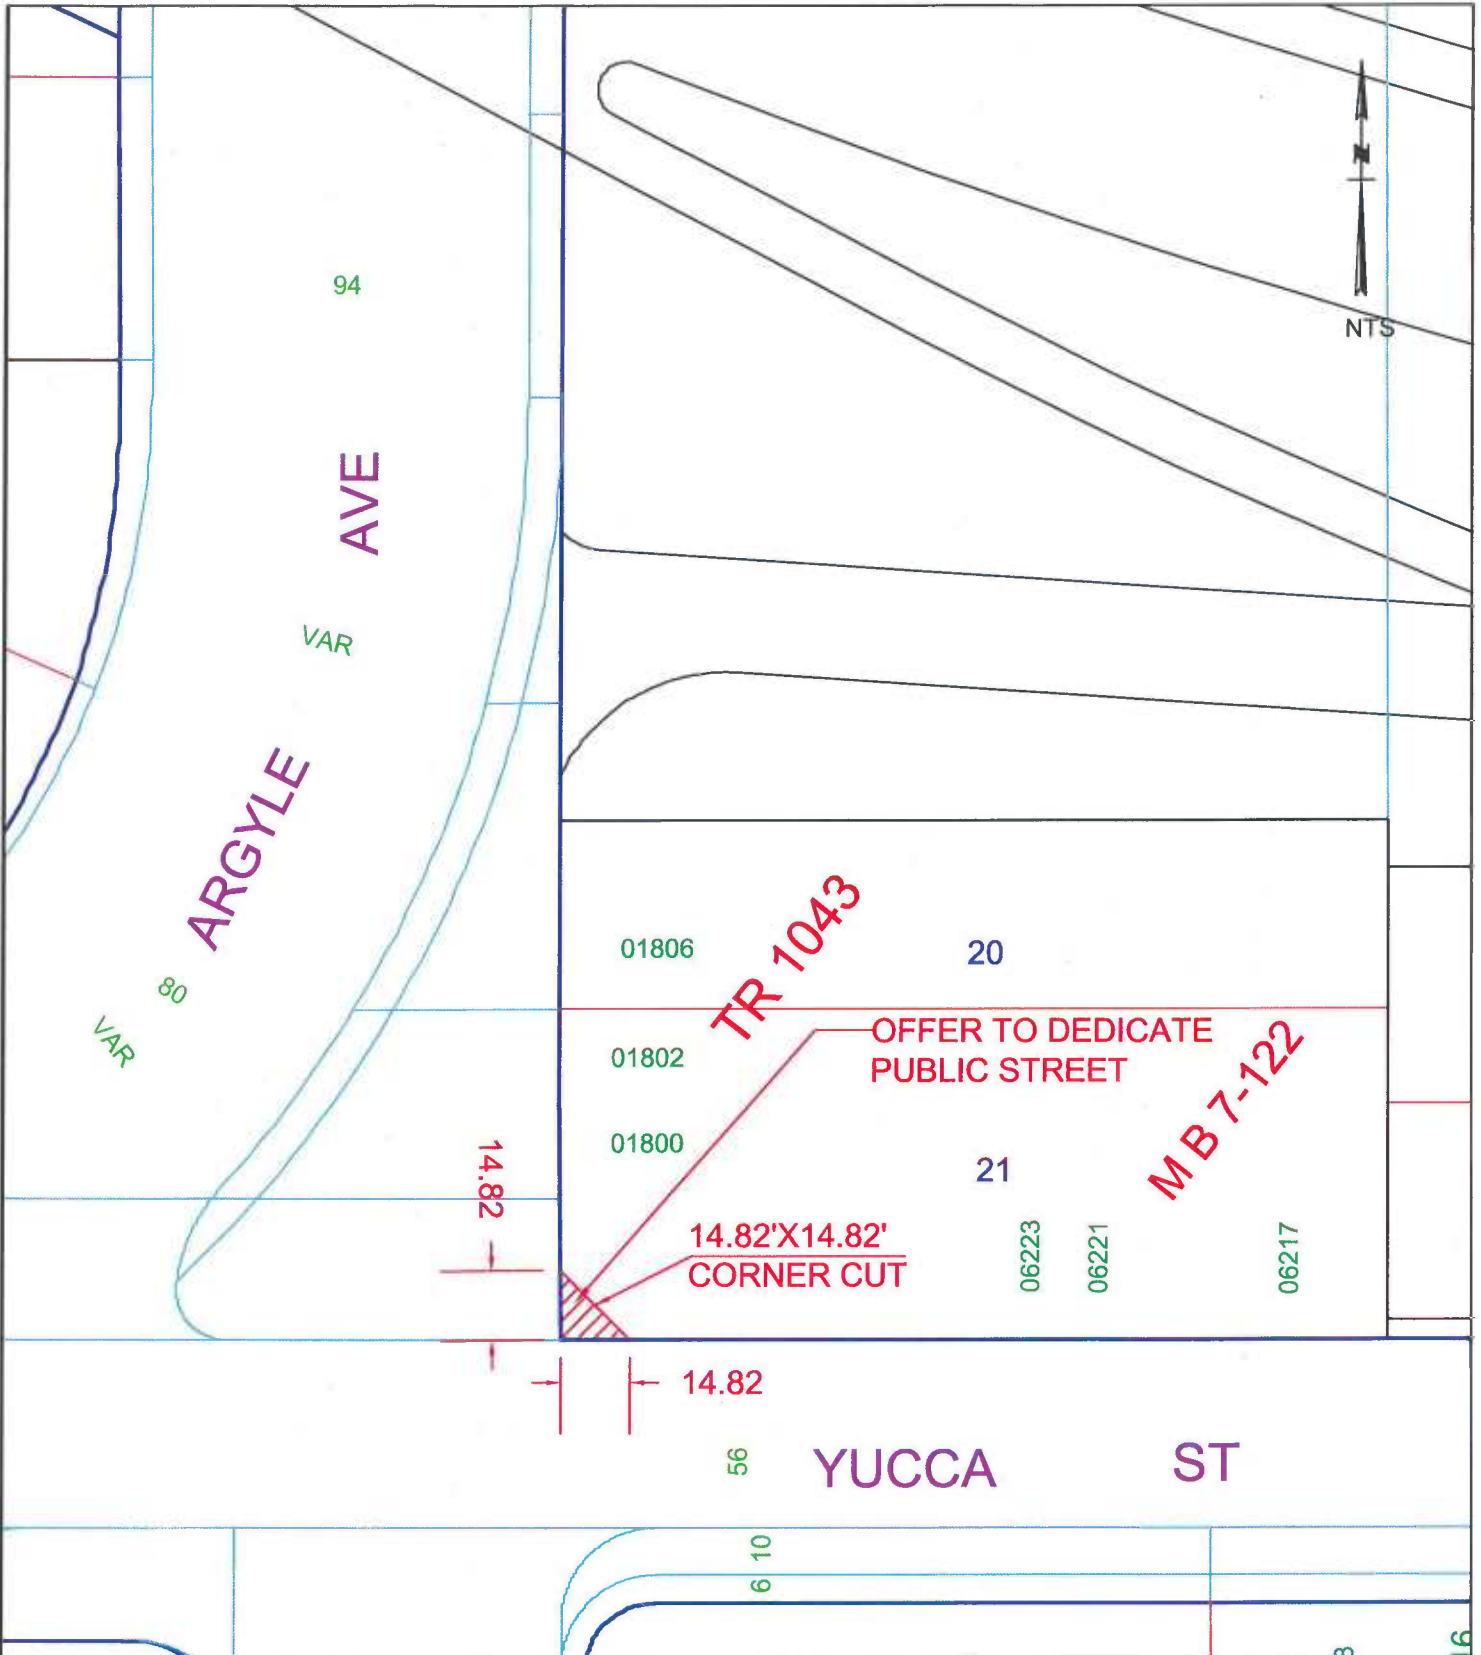 N
NTS
94
AVE
VAR
ARGYLE
80
VAR
01806
TR 1043
20
OFFER TO DEDICATE
PUBLIC STREET
01802
01800
M B 7-122
21
14.82
14.82'X14.82'
CORNER CUT
06223
06221
06217
14.82
56
YUCCA ST
10
6